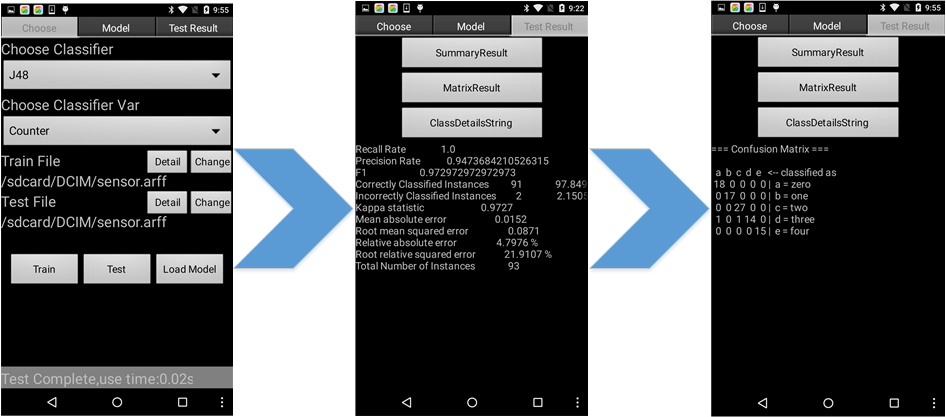 9:55
Choose Model Test Result
Choose Classifier
J48
Choose Classifier Var
Counter
Train File Detail Change
/sdcard/DCIM/sensor.arff
Test File Detail Change
/sdcard/DCIM/sensor.arff
Train Test Load Model
Test Complete,use time:0.02s
9:22
Choose Model Test Result
SummaryResult
MatrixResult
ClassDetailsString
Recall Rate 1.0
Precision Rate 0.9473684210526315
F1 0.972972972972973
Correctly Classified Instances 91 97.849
Incorrectly Classified Instances 2 2.1505
Kappa statistic 0.9727
Mean absolute error 0.0152
Root mean squared error 0.0871
Relative absolute error 4.7976 %
Root relative squared error 21.9107 %
Total Number of Instances 93
9:55
Choose Model Test Result
SummaryResult
MatrixResult
ClassDetailsString
=== Confusion Matrix ===
a b c d e <-- classified as
18 0 0 0 0 | a = zero
0 17 0 0 0 | b = one
0 0 27 0 0 | c = two
1 0 1 14 0 | d = three
0 0 0 0 15 | e = four